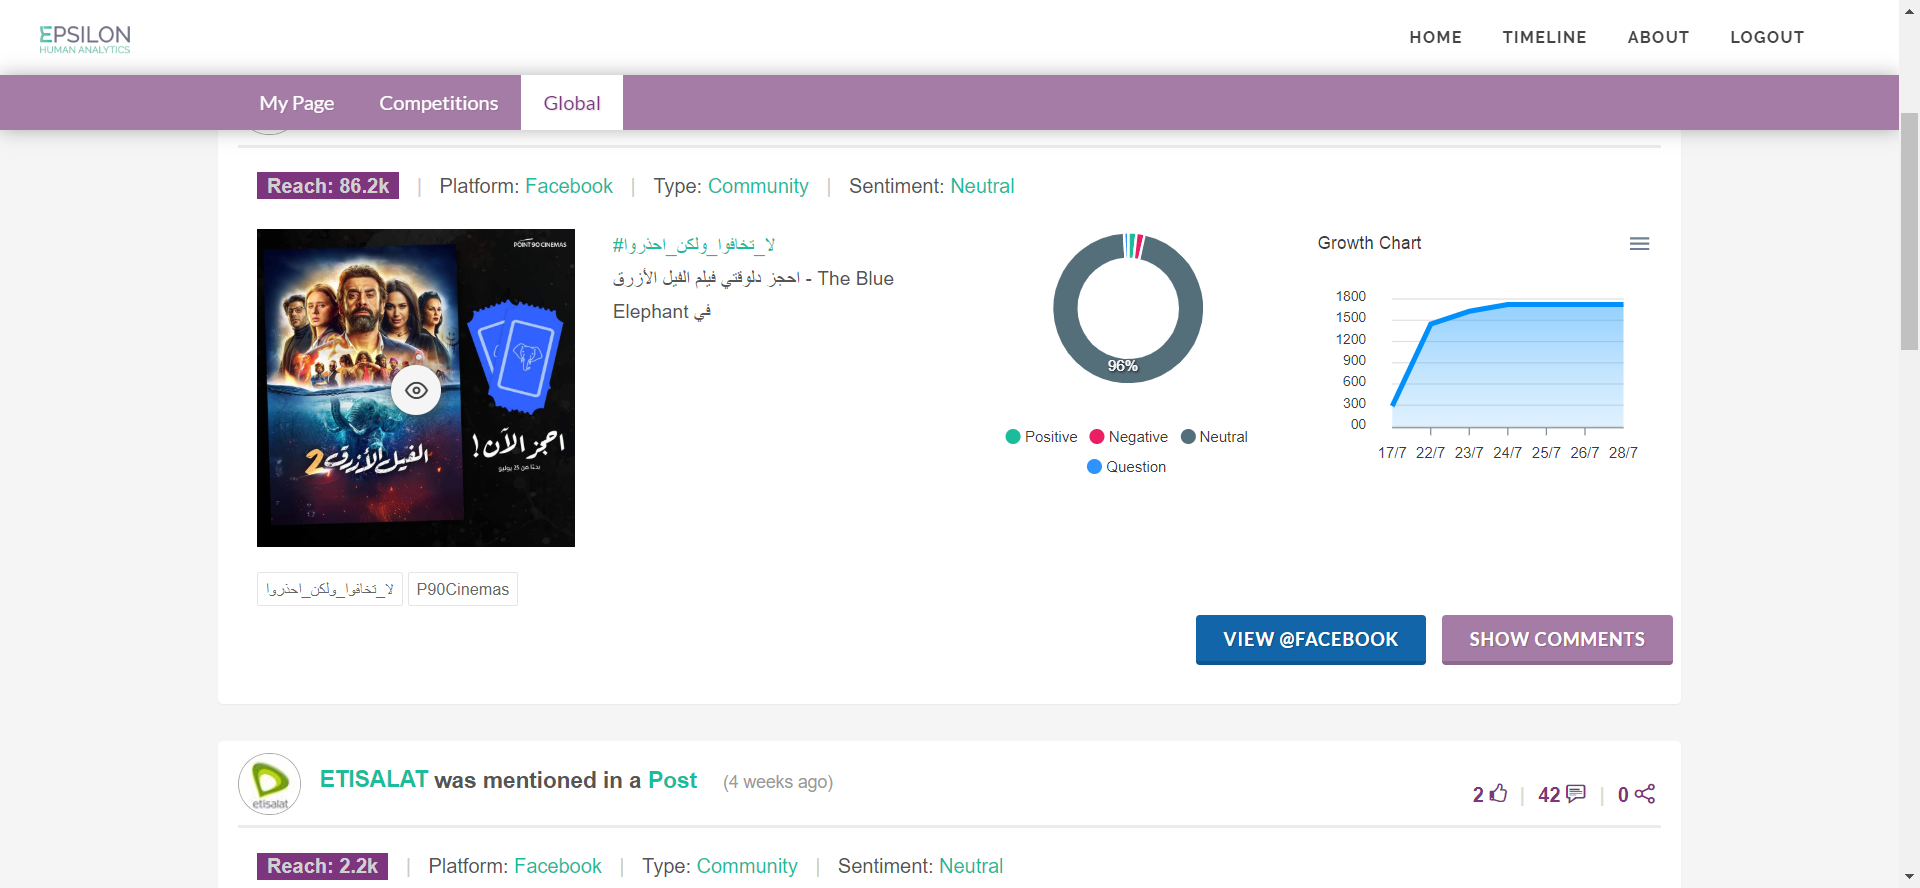 EPSILON
HUMAN ANALYTICS
HOME
TIMELINE
ABOUT
LOGOUT
My Page
Competitions
Global
Reach: 86.2k | Platform: Facebook | Type: Community | Sentiment: Neutral
POINT90CINEMAS
الفيل الأزرق 2
احجز الآن!
بدءًا من 25 يوليو
#لا_تخافوا_ولكن_احذروا
احجز دلوقتي فيلم الفيل الأزرق - The Blue
Elephant في
96%
Positive
Negative
Neutral
Question
Growth Chart
1800
1500
1200
900
600
300
00
17/7 22/7 23/7 24/7 25/7 26/7 28/7
لا_تخافوا_ولكن_احذروا
P90Cinemas
VIEW @FACEBOOK
SHOW COMMENTS
etisalat
ETISALAT was mentioned in a Post (4 weeks ago)
2 | 42 | 0
Reach: 2.2k | Platform: Facebook | Type: Community | Sentiment: Neutral